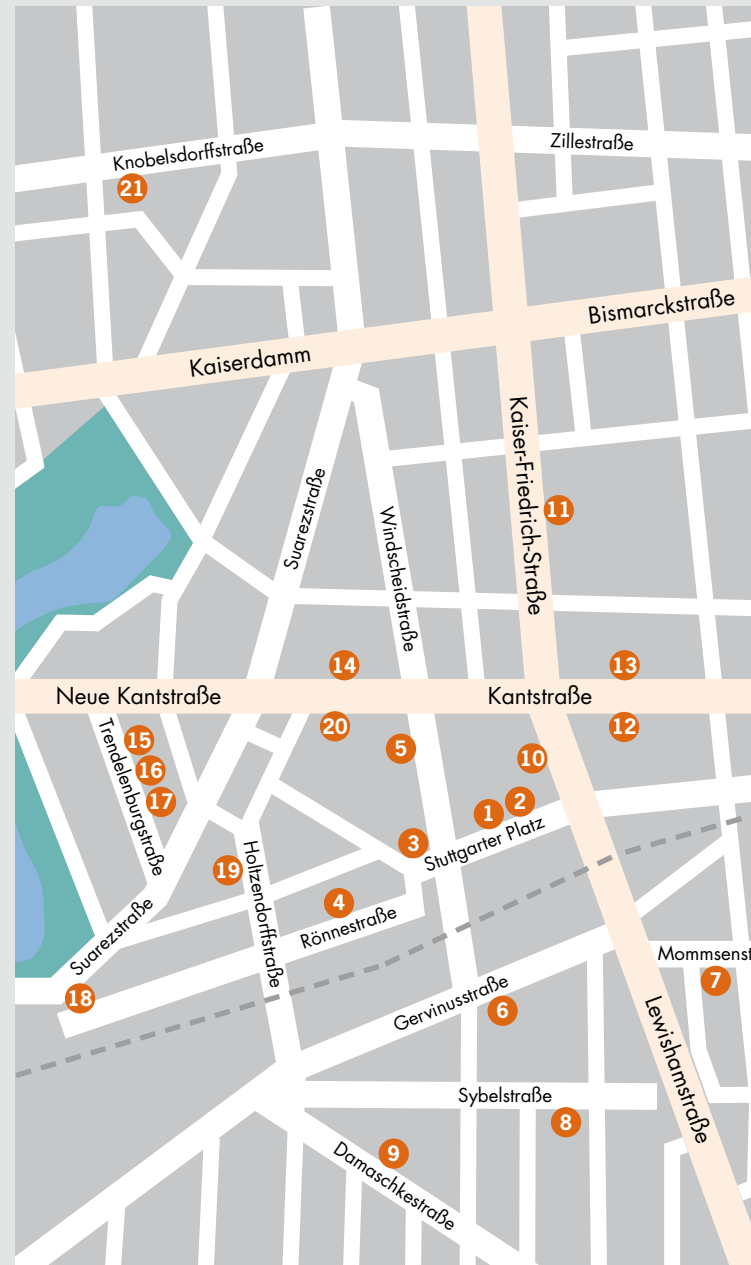 Knobelsdorffstraße
Zillestraße
21
Bismarckstraße
Kaiserdamm
Kaiser-Friedrich-Straße
Suarezstraße
Windscheidstraße
11
14
13
Neue Kantstraße
Kantstraße
20
12
15
5
10
16
Trendelenburgstraße
17
2
1
3
Stuttgarter Platz
19
Holtzendorffstraße
4
Rönnestraße
Suarezstraße
Mommsenst
7
18
Gervinusstraße
6
Lewishamstraße
Sybelstraße
8
9
Damaschkestraße